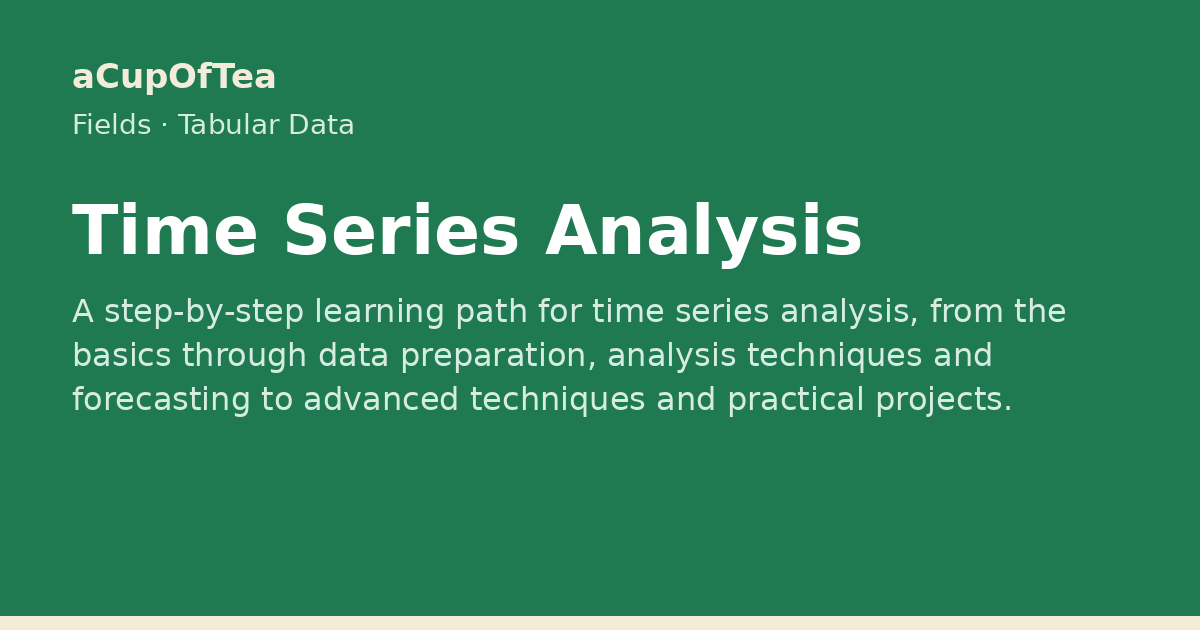 aCupOfTea
Fields · Tabular Data
Time Series Analysis
A step-by-step learning path for time series analysis, from the
basics through data preparation, analysis techniques and
forecasting to advanced techniques and practical projects.